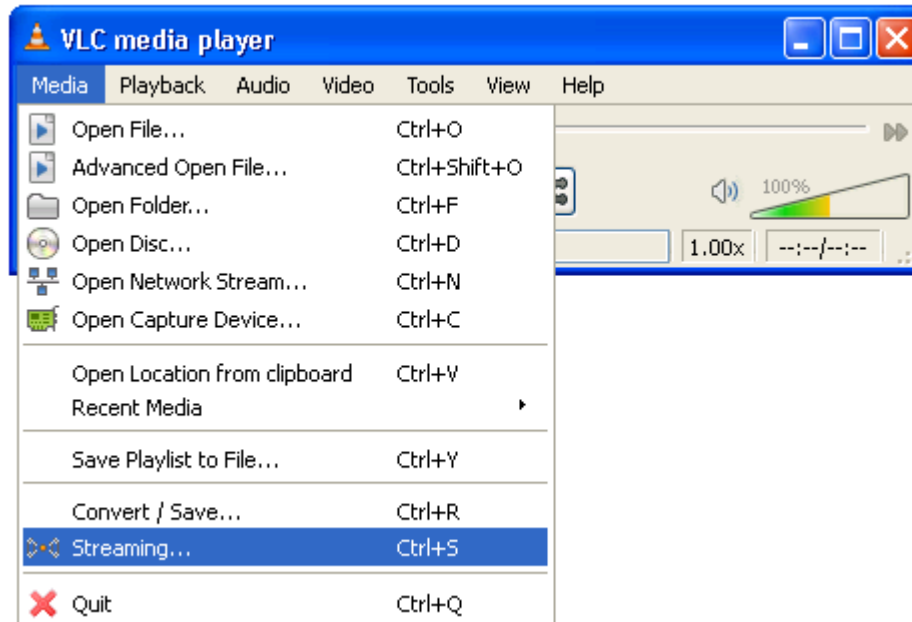 VLC media player
Media Playback Audio Video Tools View Help
Open File... Ctrl+O
Advanced Open File... Ctrl+Shift+O
Open Folder... Ctrl+F
100%
Open Disc... Ctrl+D
1.00x --:--/--:--
Open Network Stream... Ctrl+N
Open Capture Device... Ctrl+C
Open Location from clipboard Ctrl+V
Recent Media
Save Playlist to File... Ctrl+Y
Convert / Save... Ctrl+R
Streaming... Ctrl+S
Quit Ctrl+Q